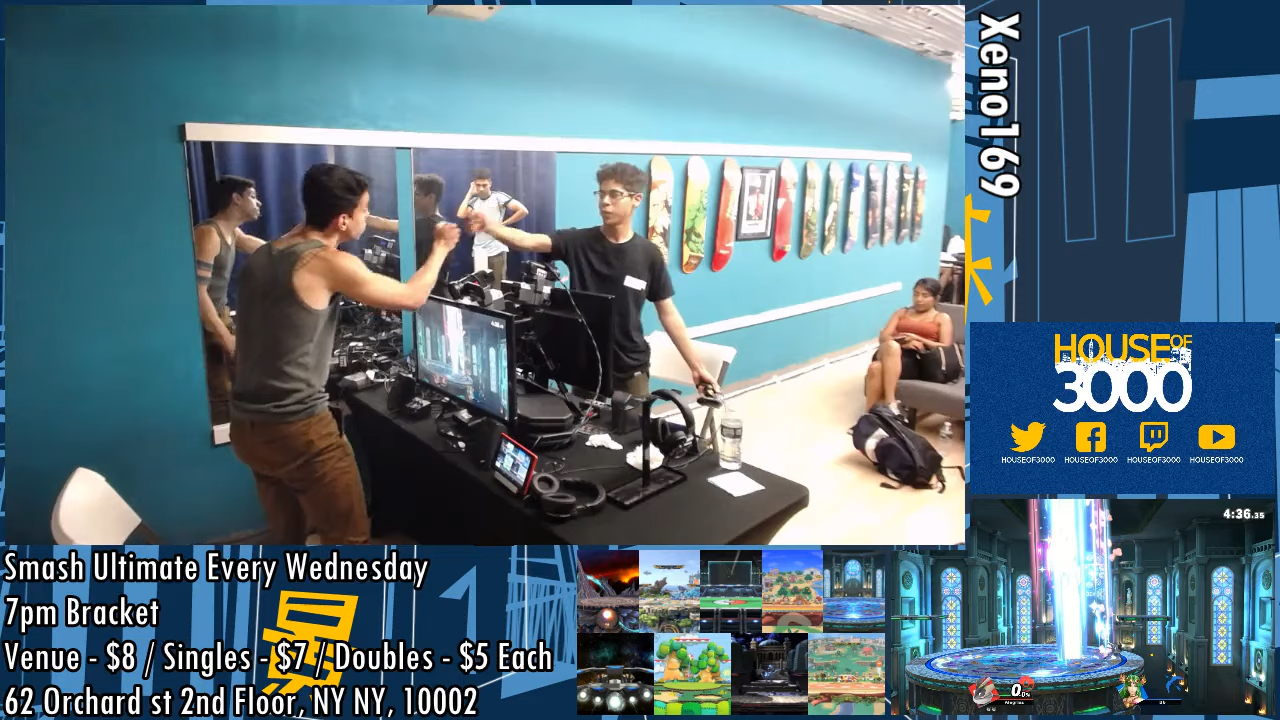 Xeno169
HOUSE OF
3000
HOUSEOF3000 HOUSEOF3000 HOUSEOF3000 HOUSEOF3000
4:36.35
0.0%
Smash Ultimate Every Wednesday
7pm Bracket
Venue - $8 / Singles - $7 / Doubles - $5 Each
62 Orchard st 2nd Floor, NY NY, 10002